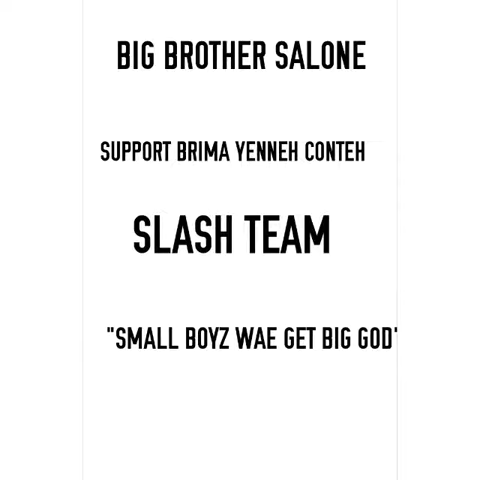 BIG BROTHER SALONE
SUPPORT BRIMA YENNEH CONTEH
SLASH TEAM
"SMALL BOYZ WAE GET BIG GOD"